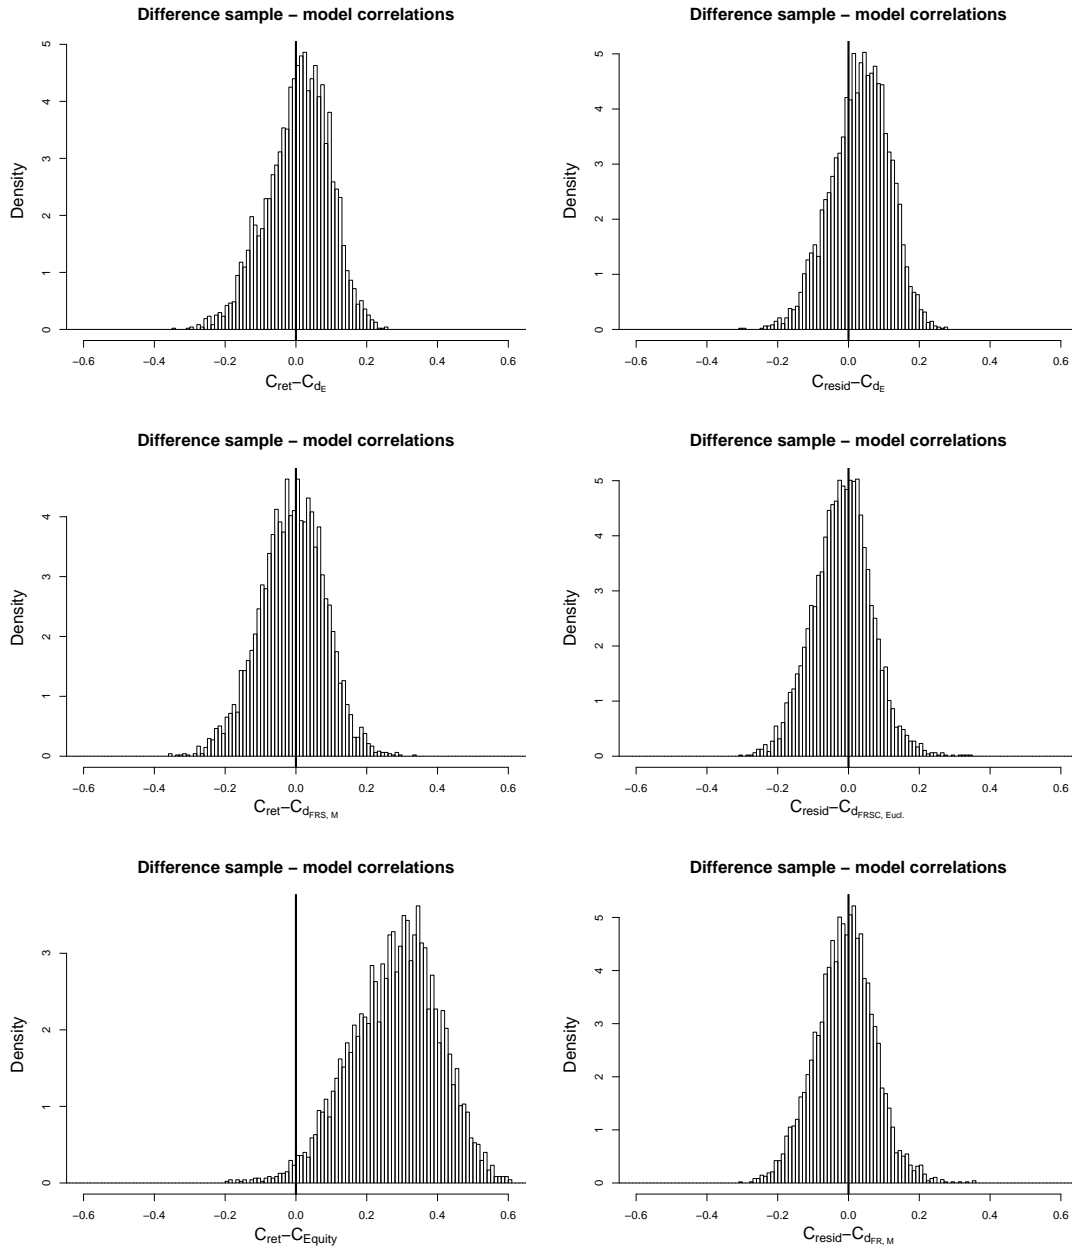 Difference sample − model correlations
Density
0 1 2 3 4 5
−0.6 −0.4 −0.2 0.0 0.2 0.4 0.6
C_ret−C_d_E
Difference sample − model correlations
Density
0 1 2 3 4 5
−0.6 −0.4 −0.2 0.0 0.2 0.4 0.6
C_resid−C_d_E
Difference sample − model correlations
Density
0 1 2 3 4
−0.6 −0.4 −0.2 0.0 0.2 0.4 0.6
C_ret−C_d_FRS, M
Difference sample − model correlations
Density
0 1 2 3 4 5
−0.6 −0.4 −0.2 0.0 0.2 0.4 0.6
C_resid−C_d_FRSC, Eucl.
Difference sample − model correlations
Density
0 1 2 3
−0.6 −0.4 −0.2 0.0 0.2 0.4 0.6
C_ret−C_Equity
Difference sample − model correlations
Density
0 1 2 3 4 5
−0.6 −0.4 −0.2 0.0 0.2 0.4 0.6
C_resid−C_d_FR, M